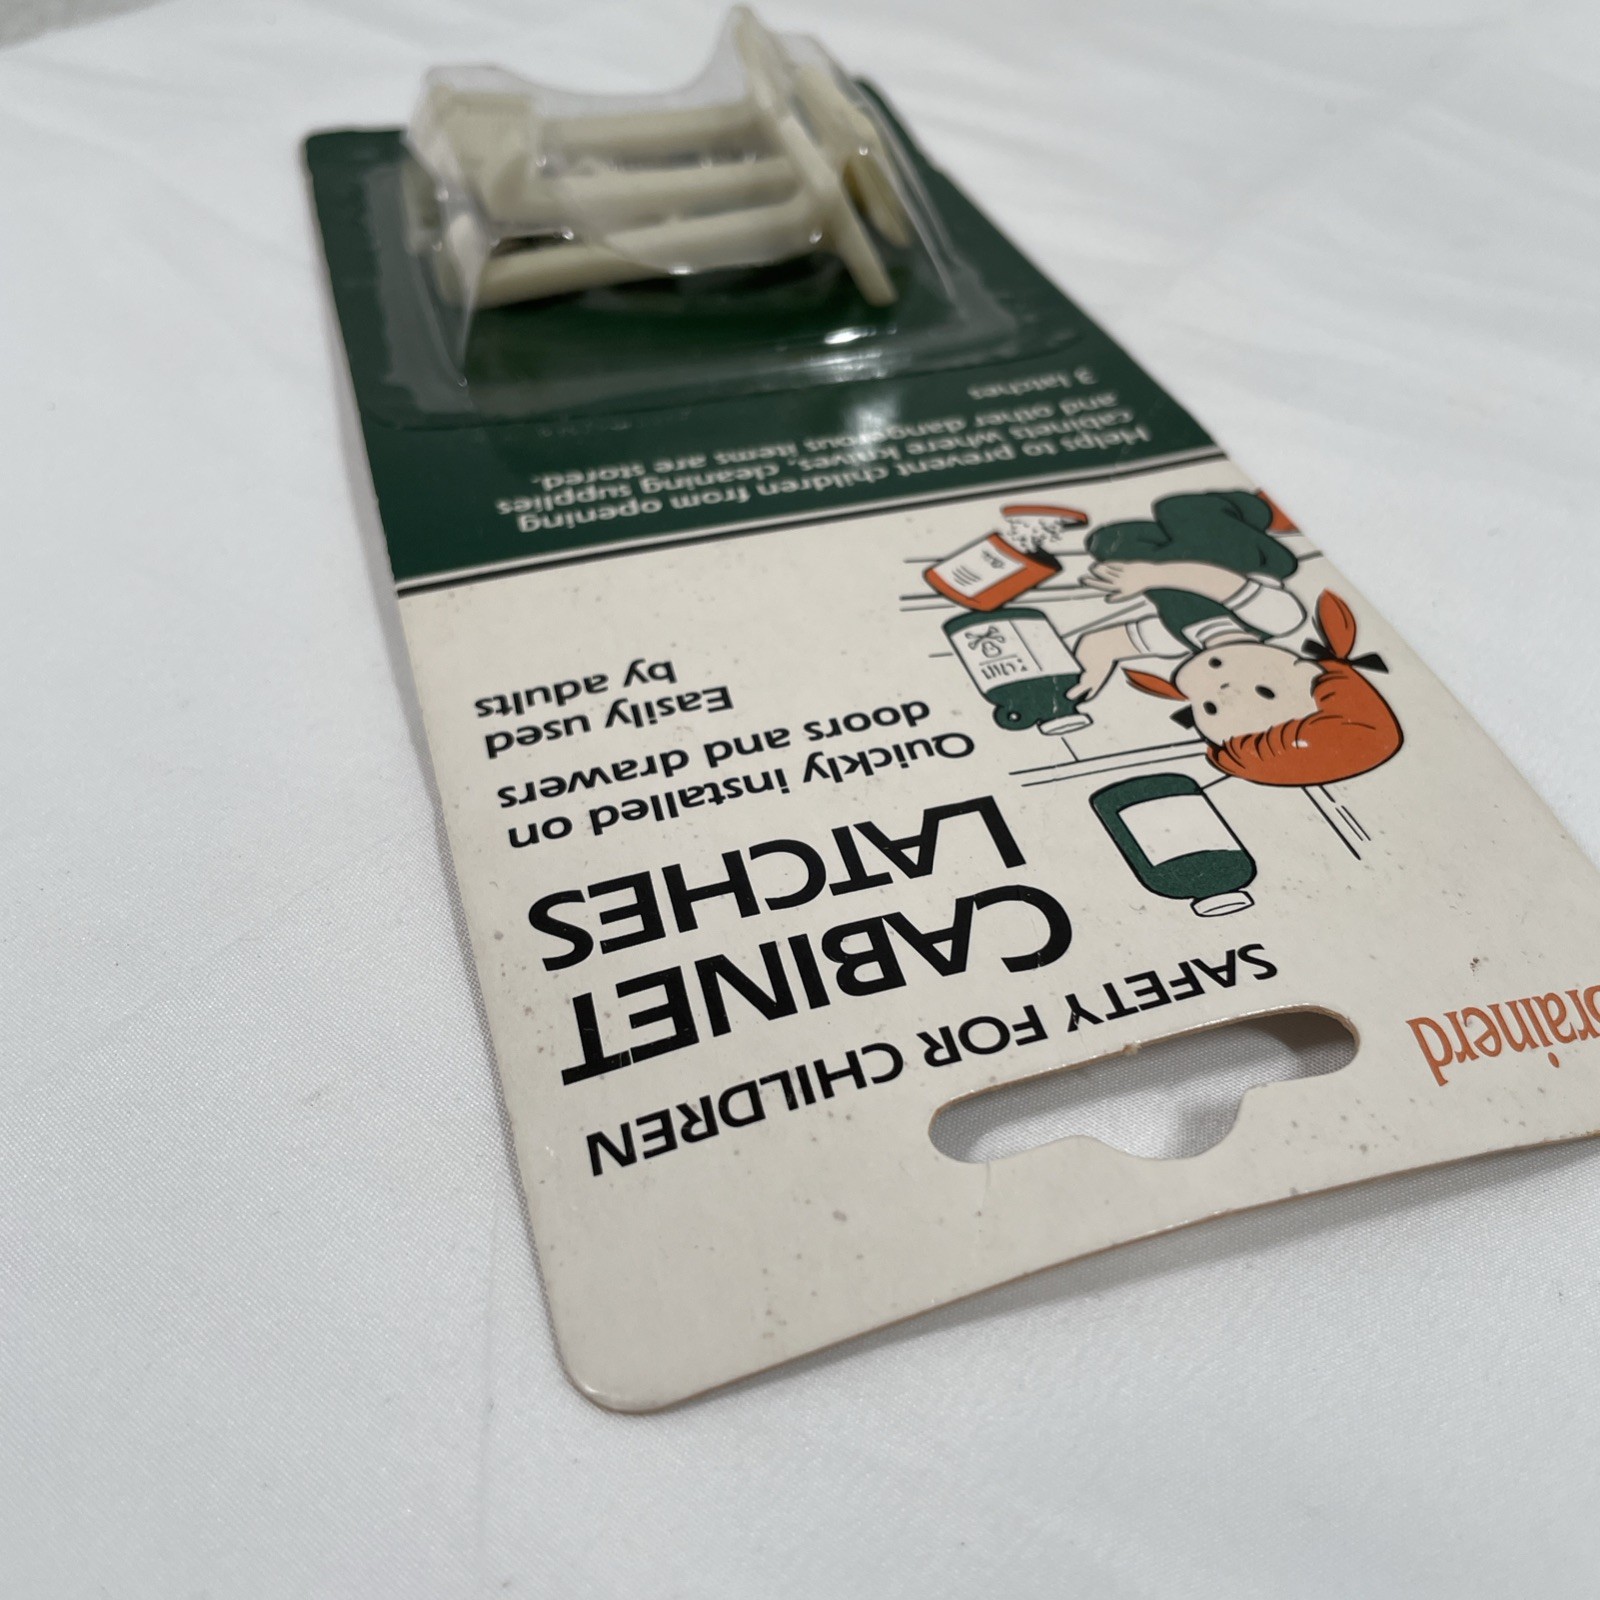 brainerd
SAFETY FOR CHILDREN
CABINET
LATCHES
Quickly installed on
doors and drawers
Easily used
by adults
Helps to prevent children from opening
cabinets where knives, cleaning supplies
and other dangerous items are stored.
3 latches